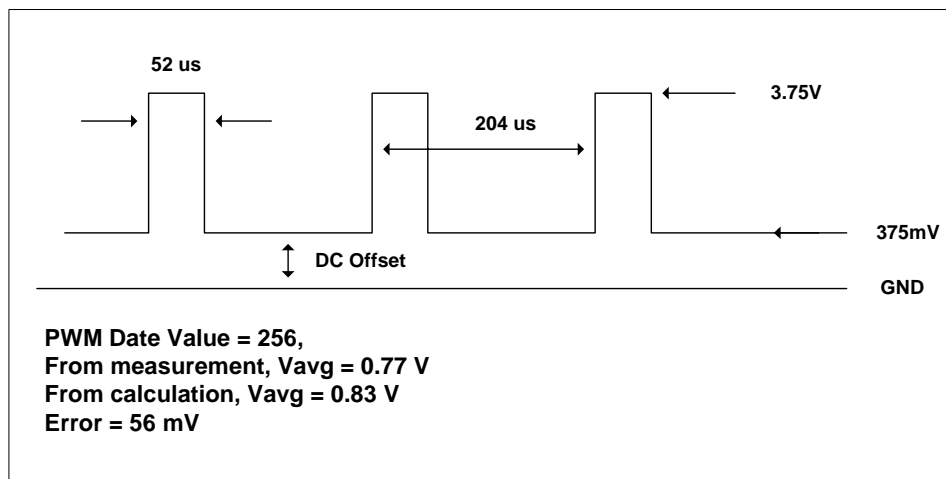 52 us
3.75V
204 us
375mV
DC Offset
GND
PWM Date Value = 256,
From measurement, Vavg = 0.77 V
From calculation, Vavg = 0.83 V
Error = 56 mV